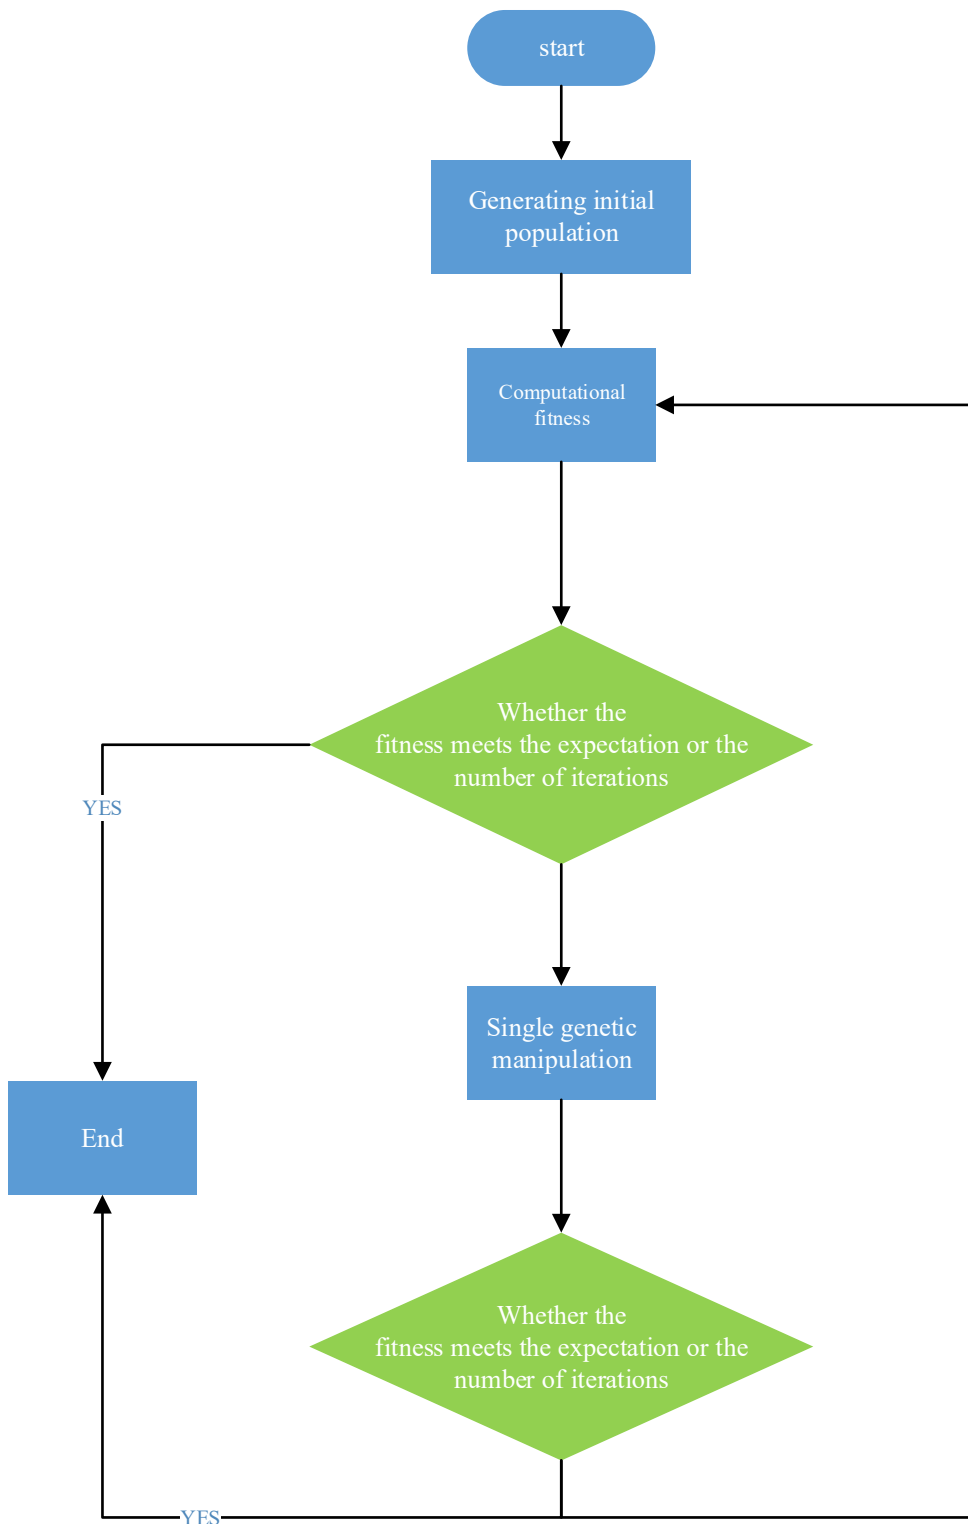 start
Generating initial
population
Computational
fitness
Whether the
fitness meets the expectation or the
number of iterations
YES
Single genetic
manipulation
End
Whether the
fitness meets the expectation or the
number of iterations
YES